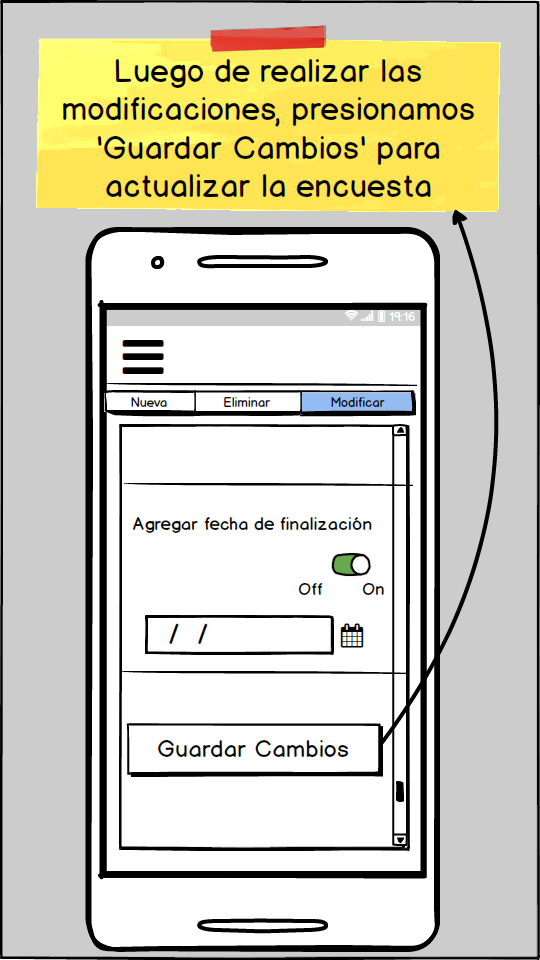 Luego de realizar las
modificaciones, presionamos
'Guardar Cambios' para
actualizar la encuesta
19:16
Nueva Eliminar Modificar
Agregar fecha de finalización
Off On
/ /
Guardar Cambios